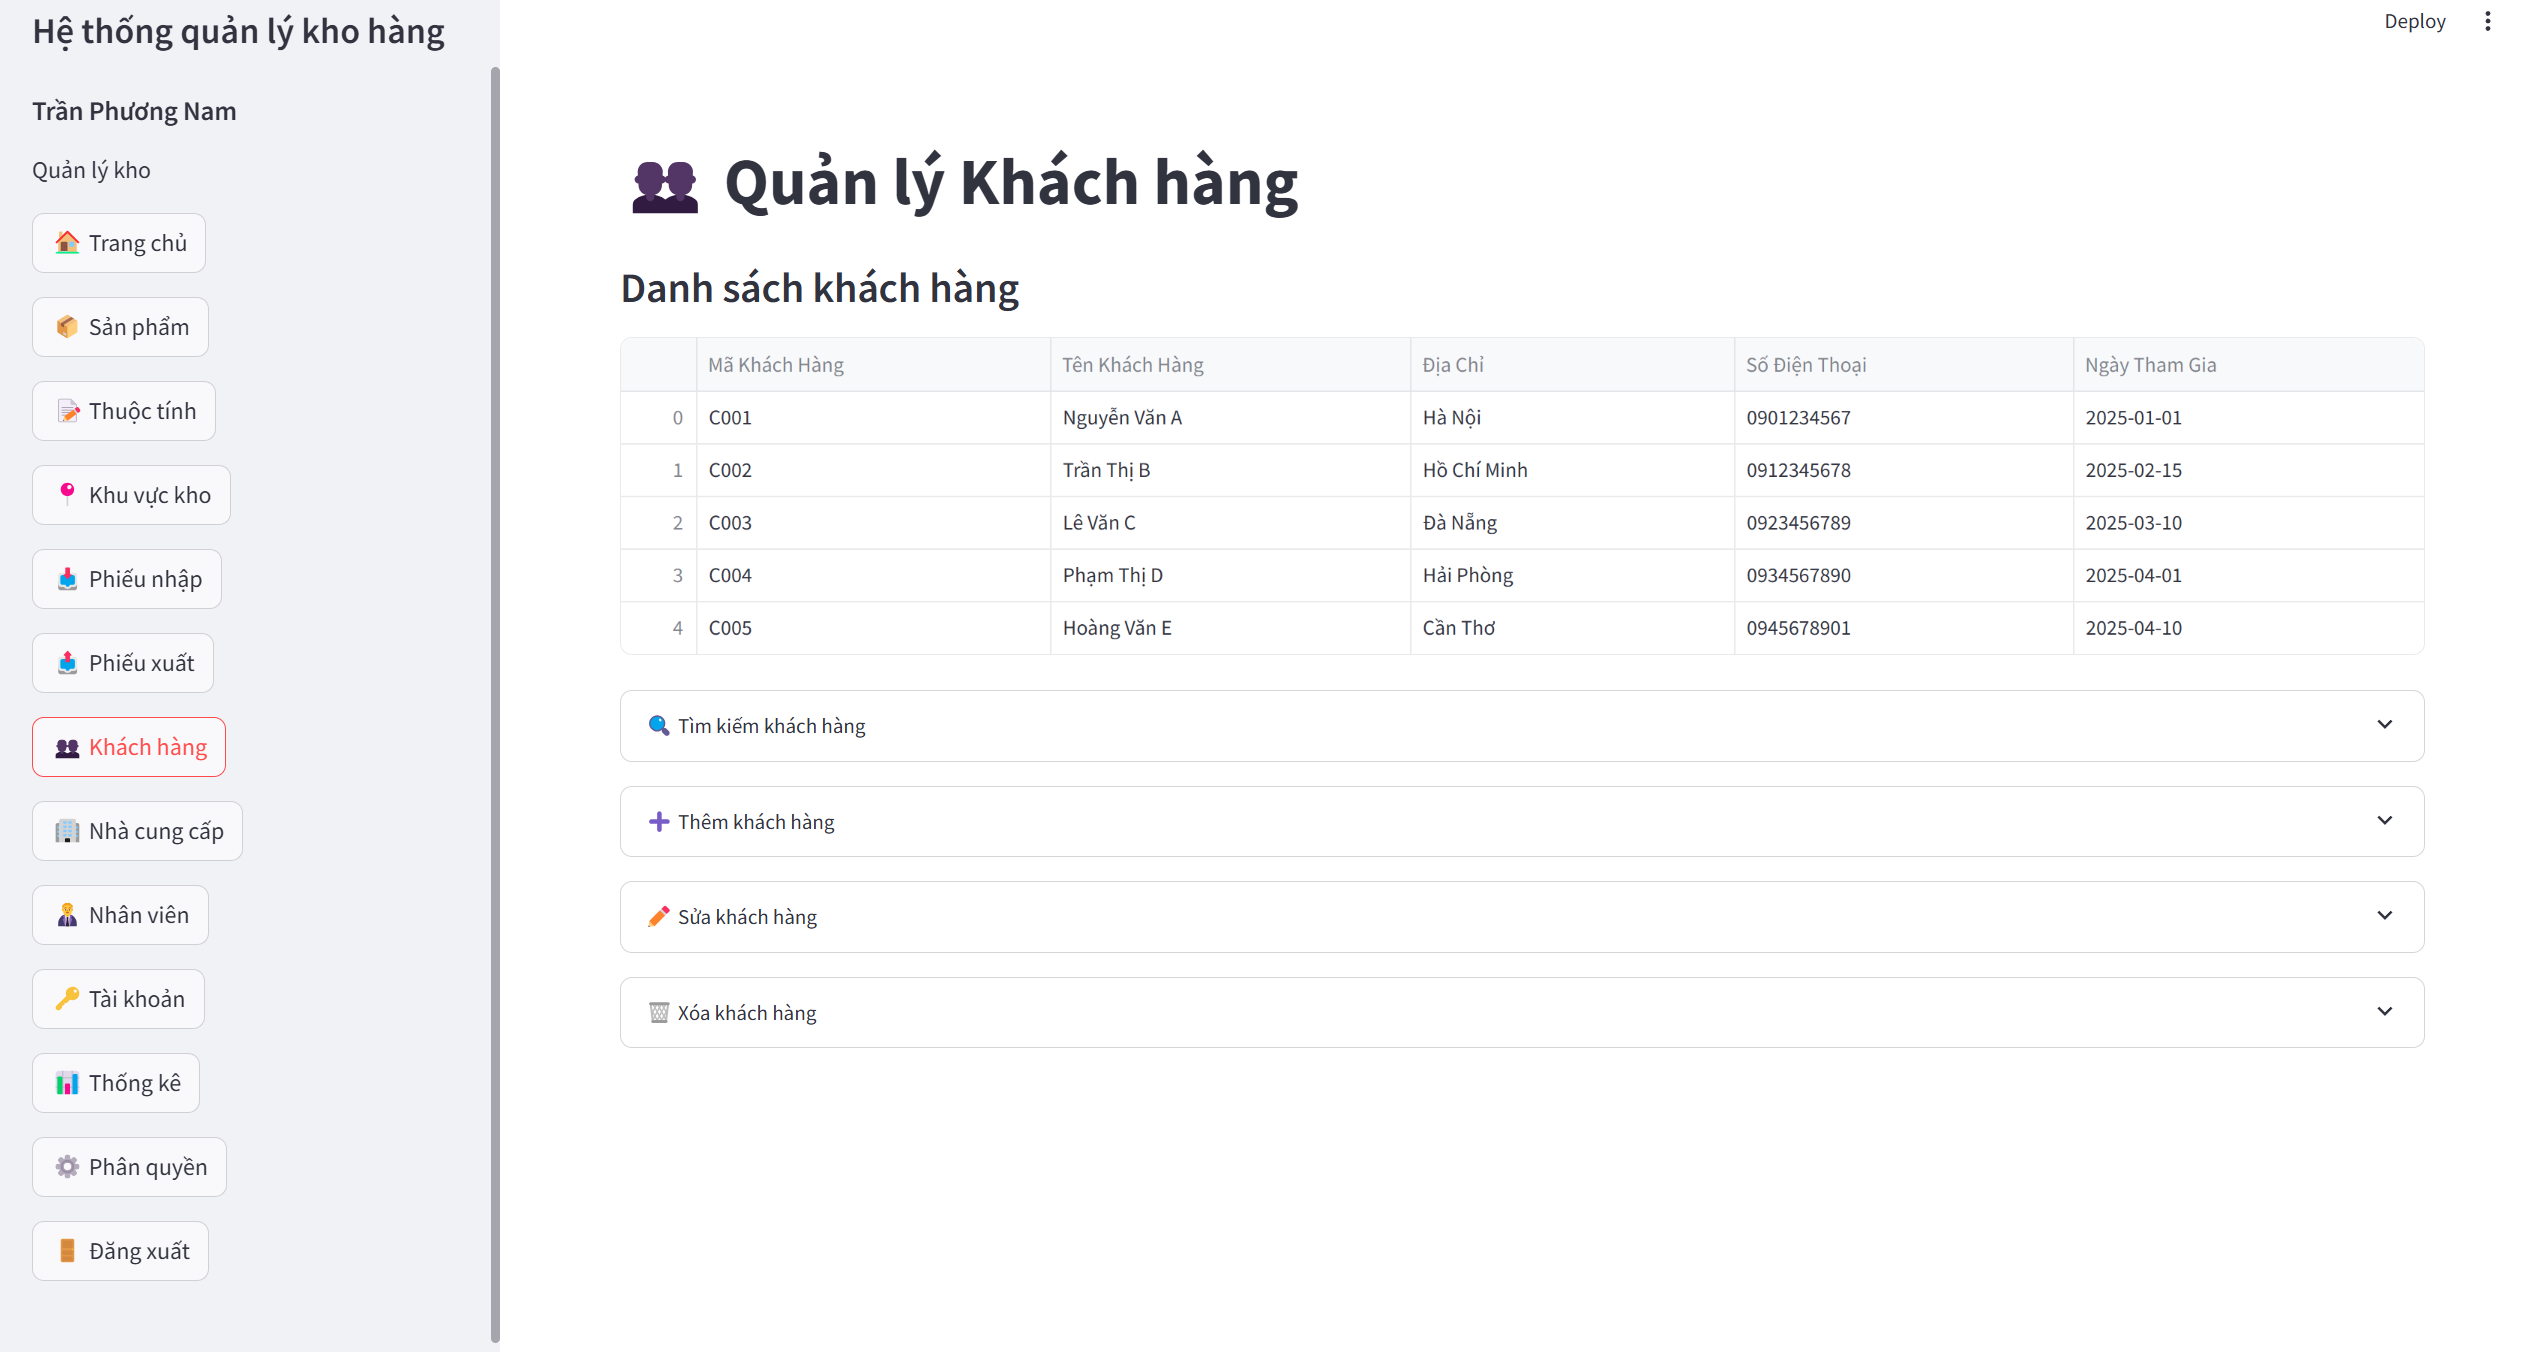 Hệ thống quản lý kho hàng
Trần Phương Nam
Quản lý kho
Trang chủ
Sản phẩm
Thuộc tính
Khu vực kho
Phiếu nhập
Phiếu xuất
Khách hàng
Nhà cung cấp
Nhân viên
Tài khoản
Thống kê
Phân quyền
Đăng xuất
Deploy
Quản lý Khách hàng
Danh sách khách hàng
Mã Khách Hàng Tên Khách Hàng Địa Chỉ Số Điện Thoại Ngày Tham Gia
0 C001 Nguyễn Văn A Hà Nội 0901234567 2025-01-01
1 C002 Trần Thị B Hồ Chí Minh 0912345678 2025-02-15
2 C003 Lê Văn C Đà Nẵng 0923456789 2025-03-10
3 C004 Phạm Thị D Hải Phòng 0934567890 2025-04-01
4 C005 Hoàng Văn E Cần Thơ 0945678901 2025-04-10
Tìm kiếm khách hàng
Thêm khách hàng
Sửa khách hàng
Xóa khách hàng